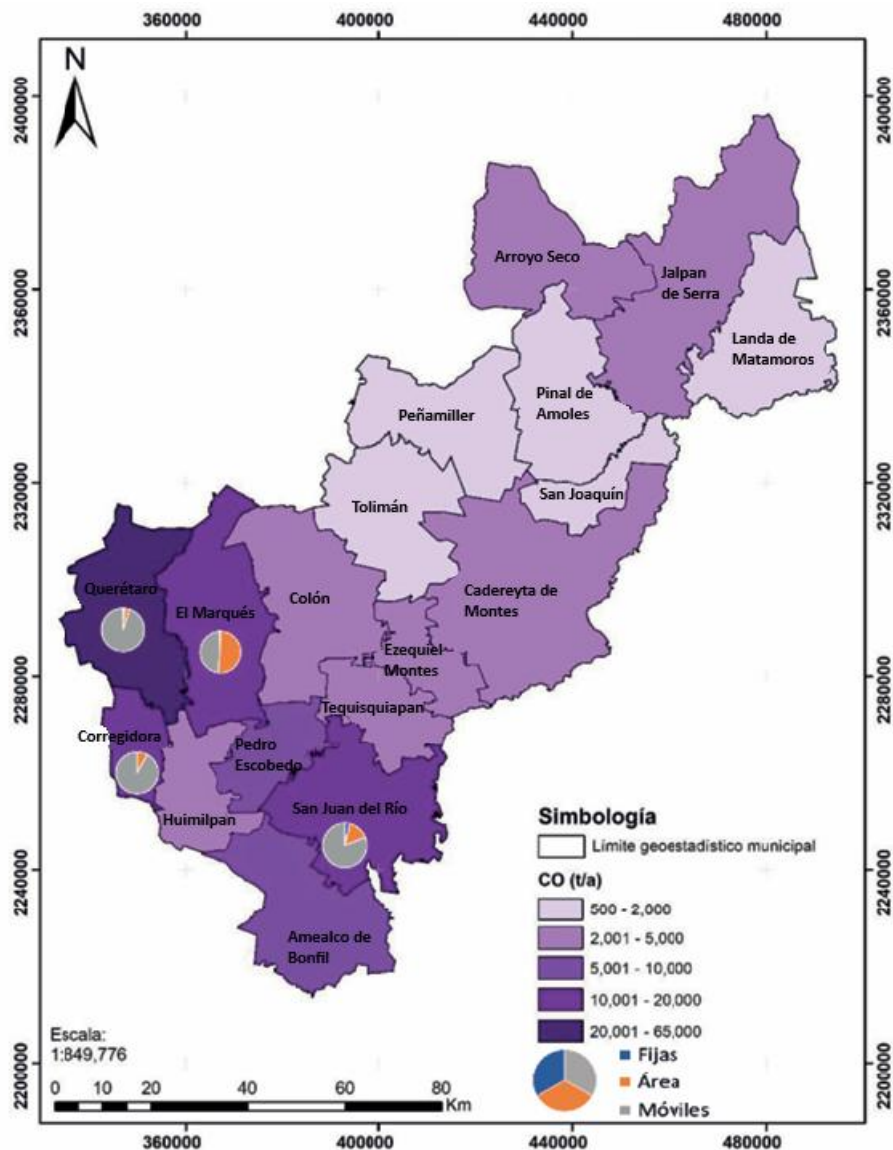 360000 400000 440000 480000
N
2400000 2400000
Arroyo Seco
Jalpan
de Serra
2360000 2360000
Landa de
Matamoros
Pinal de
Amoles
Peñamiller
San Joaquín
2320000 2320000
Tolimán
Querétaro
El Marqués
Colón
Cadereyta de
Montes
Ezequiel
Montes
2280000 2280000
Tequisquiapan
Corregidora
Pedro
Escobedo
San Juan del Río
Huimilpan
Simbología
Límite geoestadístico municipal
2240000 2240000
CO (t/a)
500 - 2,000
2,001 - 5,000
5,001 - 10,000
10,001 - 20,000
20,001 - 65,000
Amealco de
Bonfil
Escala:
1:849,776
Fijas
Área
Móviles
2200000 2200000
0 10 20 40 60 80
Km
360000 400000 440000 480000